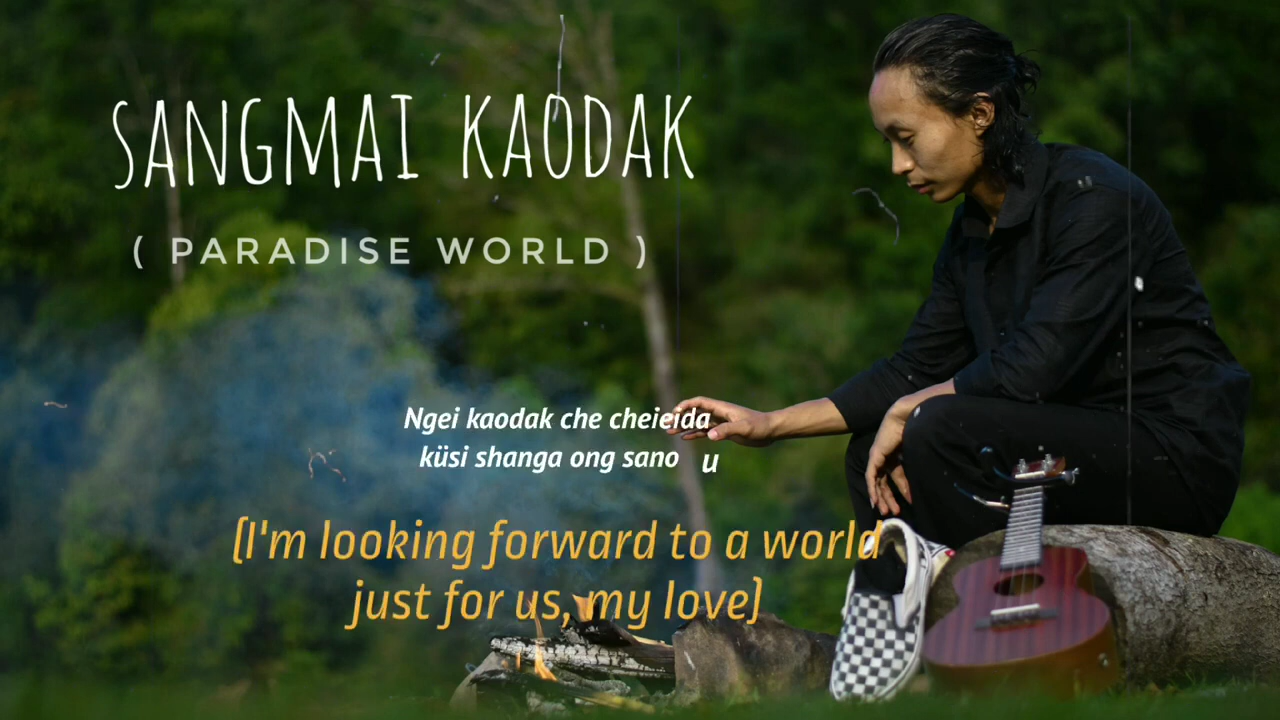 SANGMAI KAODAK
( PARADISE WORLD )
Ngei kaodak che cheieida
küsi shanga ong sano u
(I'm looking forward to a world
just for us, my love)